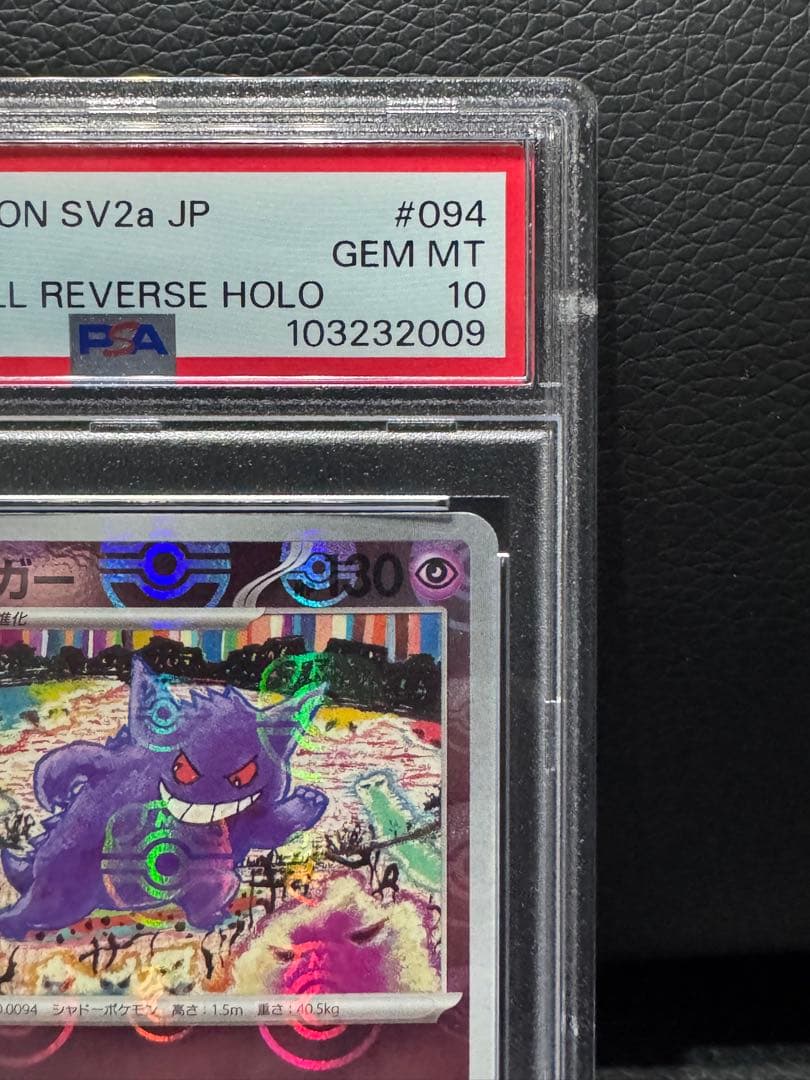 ON SV2a JP #094
GEM MT
LL REVERSE HOLO 10
PSA 103232009
ガー 130
進化
0.0094 シャドーポケモン 高さ:1.5m 重さ:40.5kg